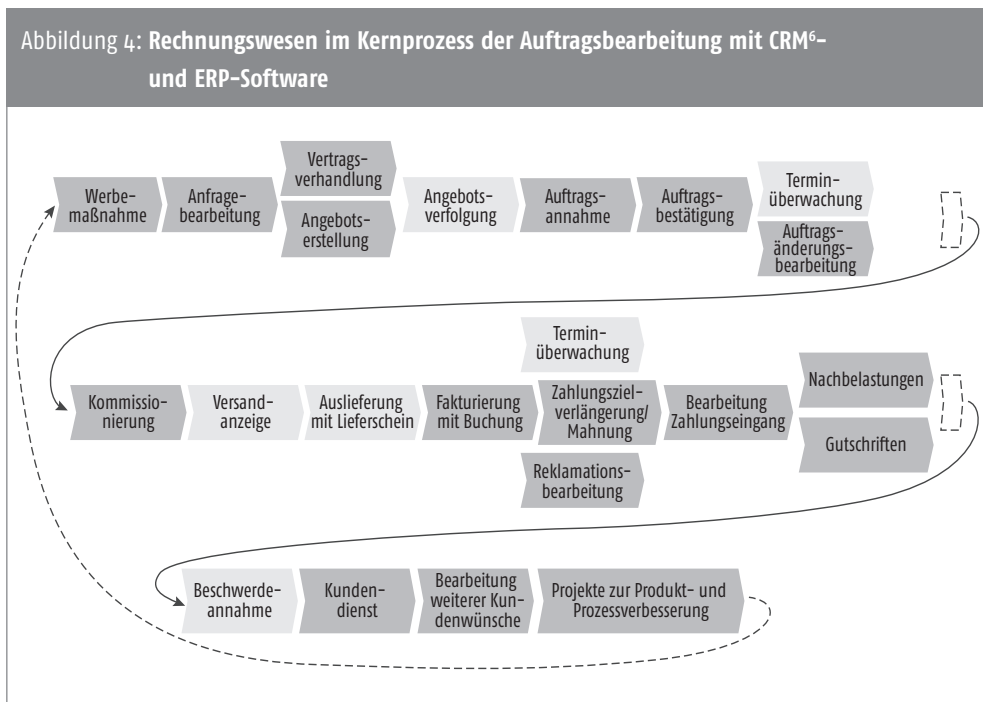 Abbildung 4: Rechnungswesen im Kernprozess der Auftragsbearbeitung mit CRM⁶-
und ERP-Software
Werbe-
maßnahme
Anfrage-
bearbeitung
Vertrags-
verhandlung
Angebots-
erstellung
Angebots-
verfolgung
Auftrags-
annahme
Auftrags-
bestätigung
Termin-
überwachung
Auftrags-
änderungs-
bearbeitung
Kommissio-
nierung
Versand-
anzeige
Auslieferung
mit Lieferschein
Fakturierung
mit Buchung
Termin-
überwachung
Zahlungsziel-
verlängerung/
Mahnung
Reklamations-
bearbeitung
Bearbeitung
Zahlungseingang
Nachbelastungen
Gutschriften
Beschwerde-
annahme
Kunden-
dienst
Bearbeitung
weiterer Kun-
denwünsche
Projekte zur Produkt- und
Prozessverbesserung